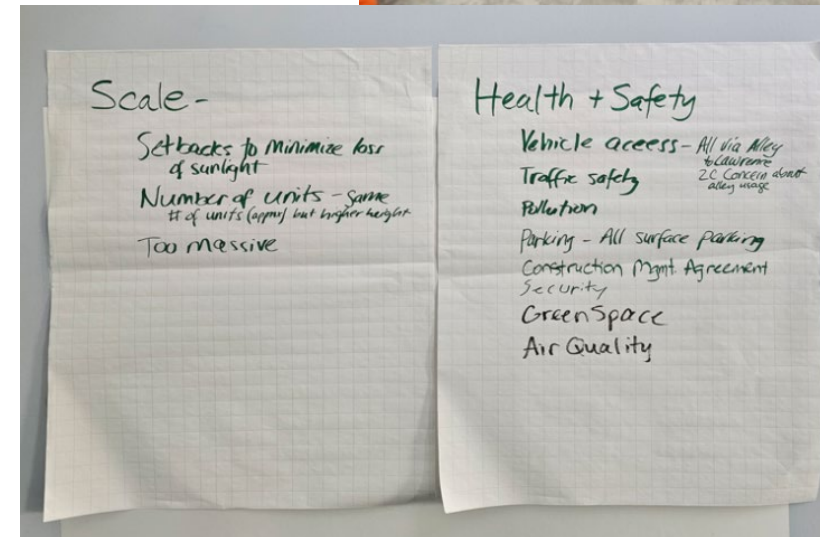 Scale -
Setbacks to minimize loss
of sunlight
Number of units - Same
# of units (approx) but higher height
Too massive
Health + Safety
Vehicle access - All via Alley
to Lawrence
2C Concern about
alley usage
Traffic safety
Pollution
Parking - All surface parking
Construction Mgmt. Agreement
Security
Green Space
Air Quality